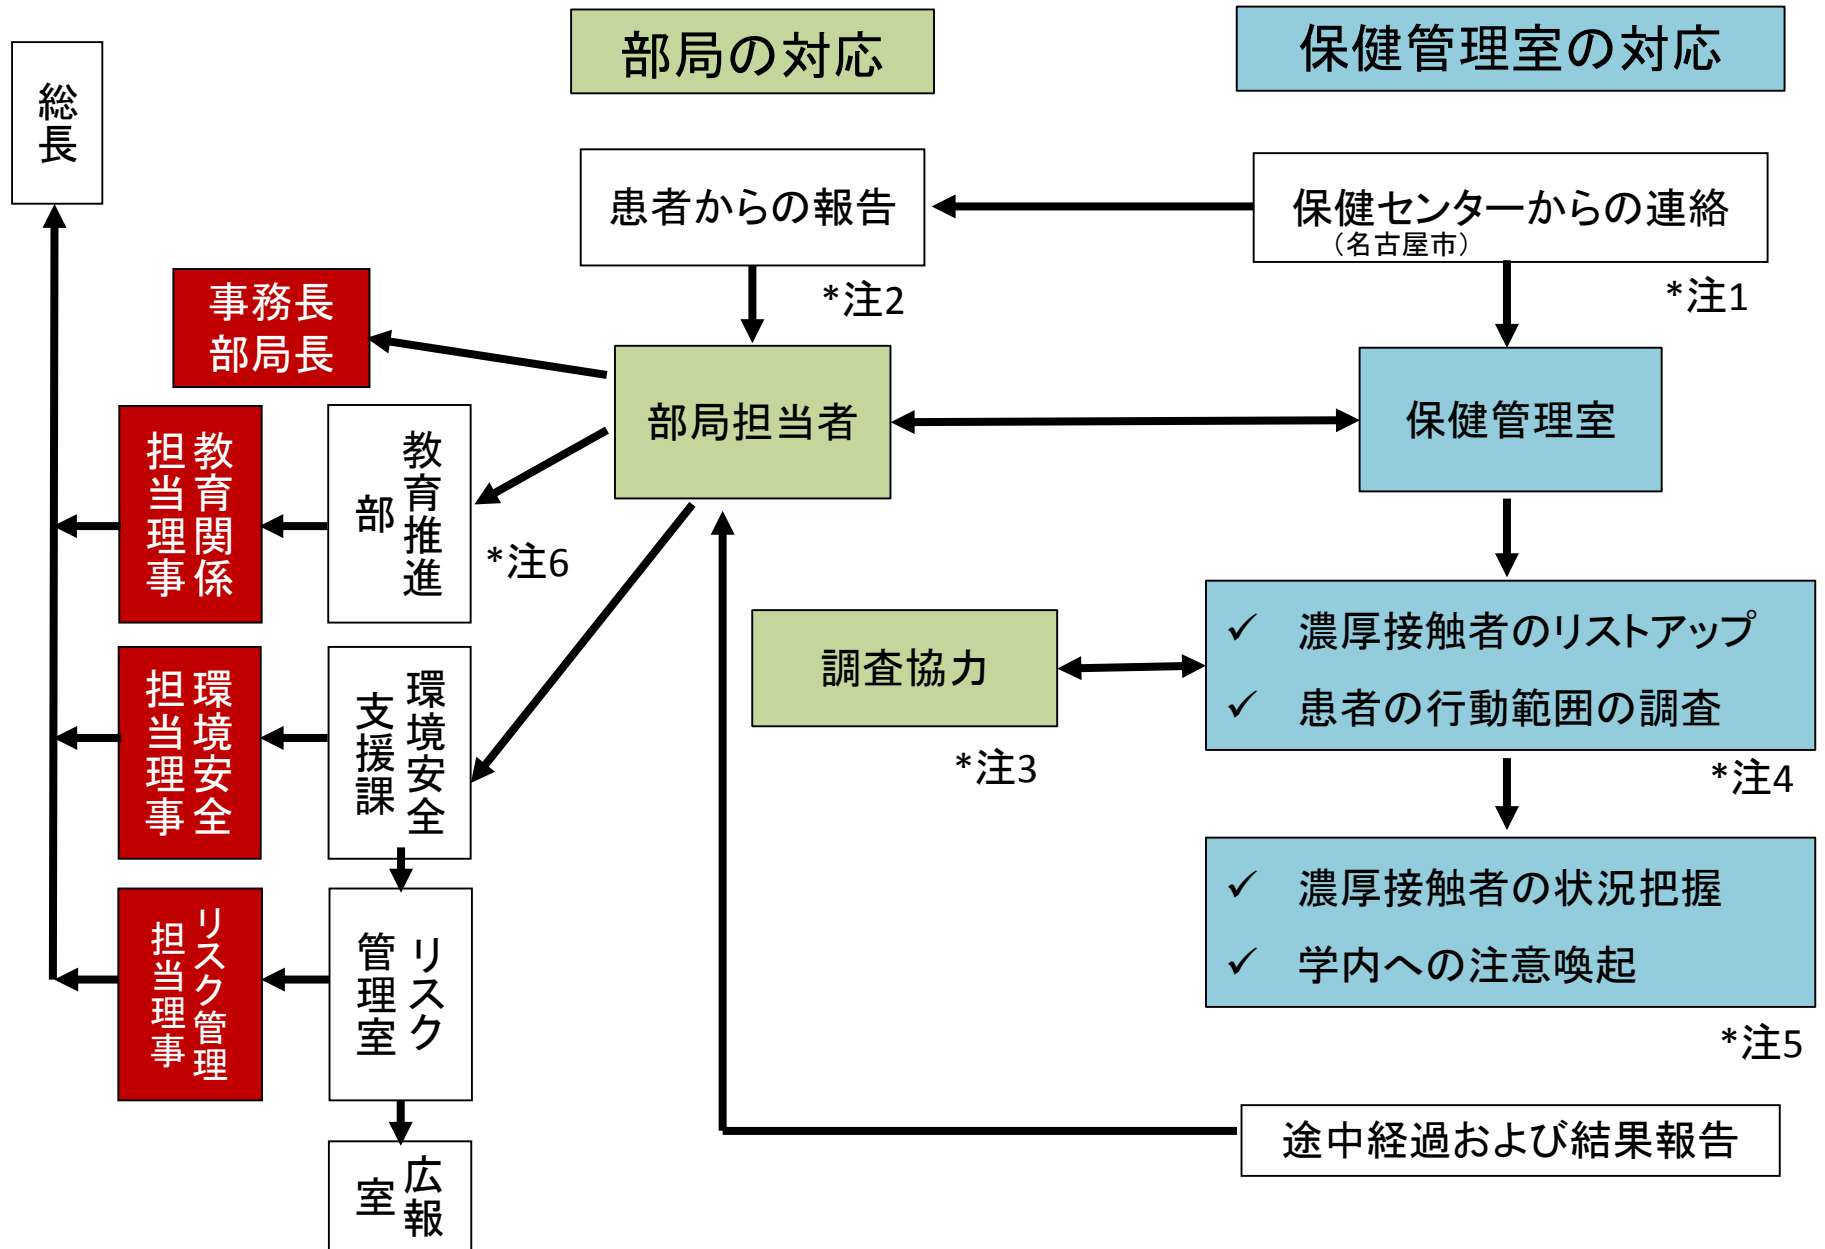 部局の対応
保健管理室の対応
総長
患者からの報告
保健センターからの連絡
（名古屋市）
*注2
*注1
事務長
部局長
部局担当者
保健管理室
教育関係
担当理事
教育推進
部
*注6
濃厚接触者のリストアップ
患者の行動範囲の調査
調査協力
*注3
*注4
環境安全
担当理事
環境安全
支援課
濃厚接触者の状況把握
学内への注意喚起
*注5
リスク管理
担当理事
リスク
管理室
途中経過および結果報告
広報
室